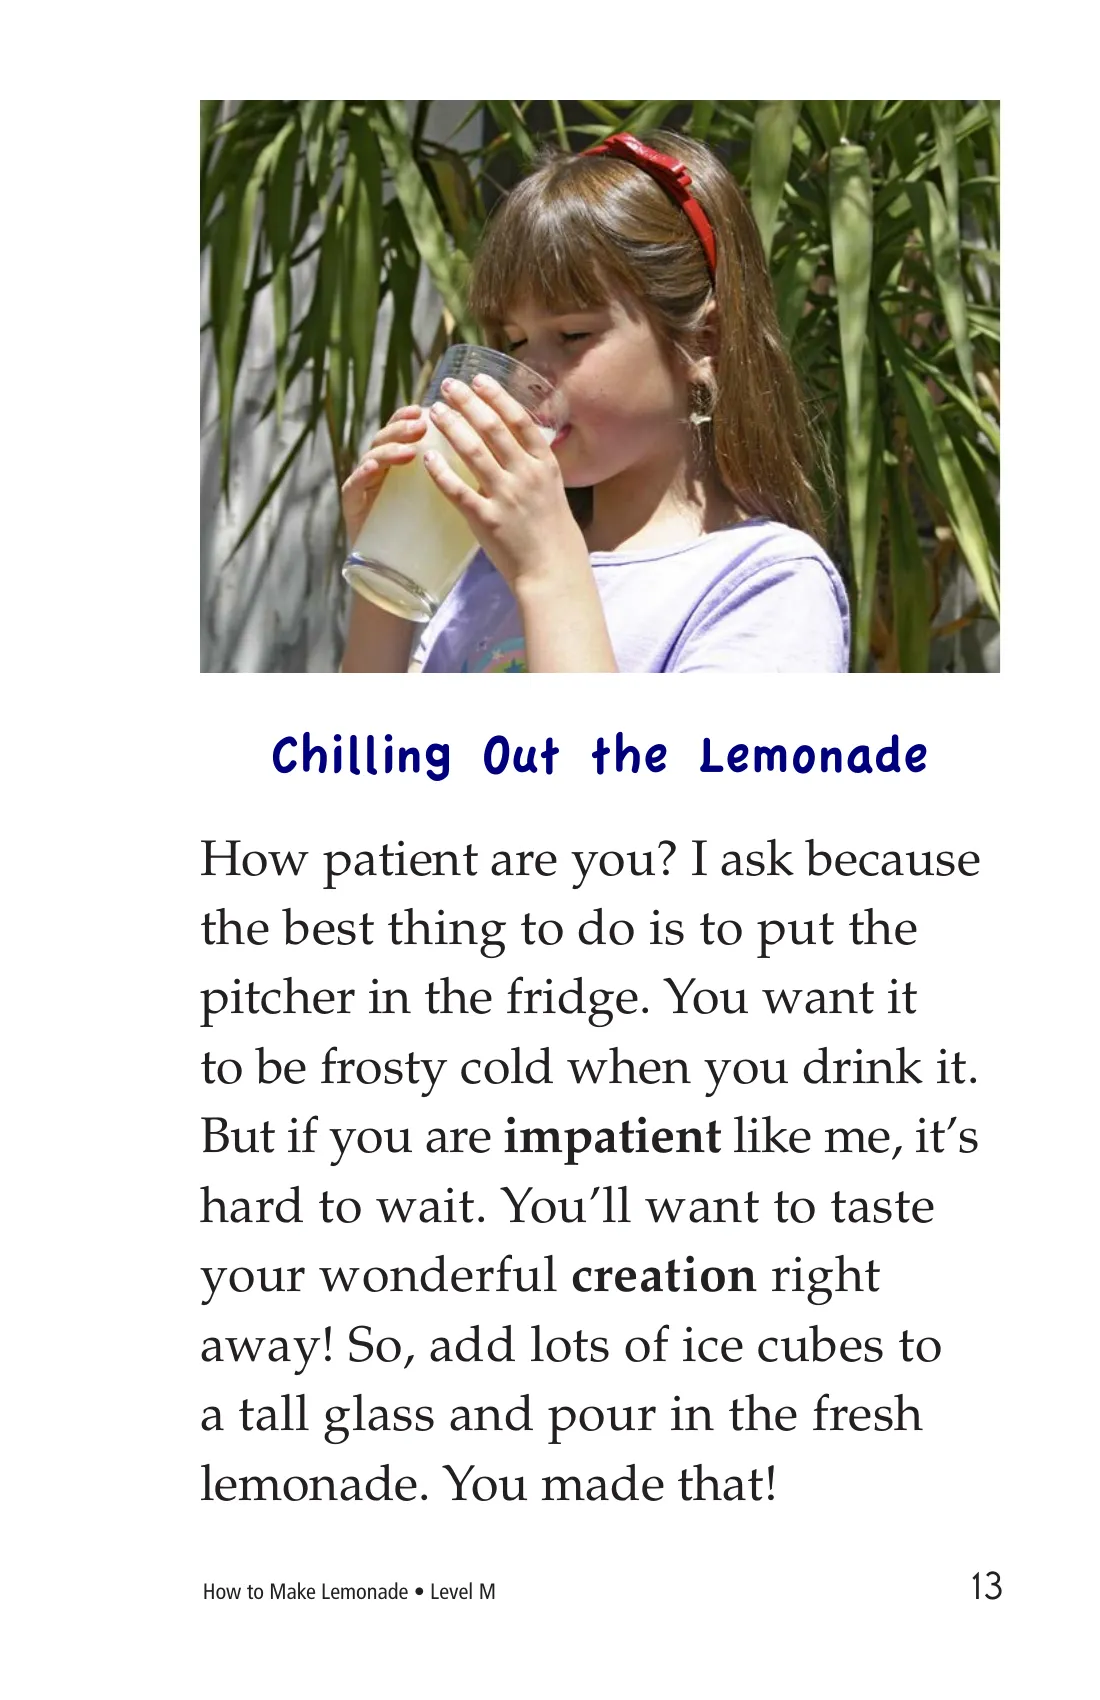 Chilling Out the Lemonade
How patient are you? I ask because
the best thing to do is to put the
pitcher in the fridge. You want it
to be frosty cold when you drink it.
But if you are impatient like me, it’s
hard to wait. You’ll want to taste
your wonderful creation right
away! So, add lots of ice cubes to
a tall glass and pour in the fresh
lemonade. You made that!
How to Make Lemonade • Level M
13